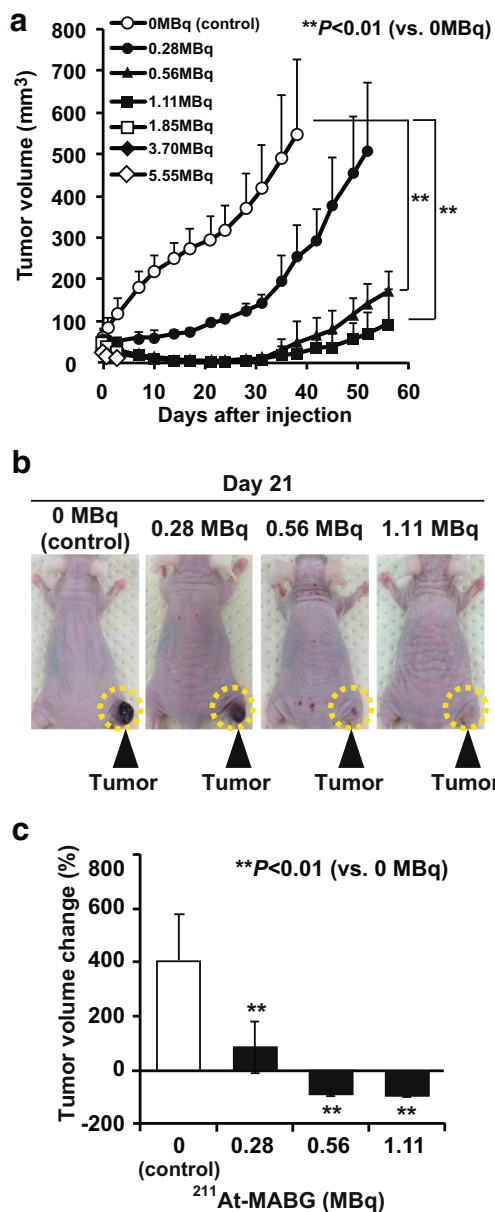 a
0MBq (control)
0.28MBq
0.56MBq
1.11MBq
1.85MBq
3.70MBq
5.55MBq
**P<0.01 (vs. 0MBq)
Tumor volume (mm³)
800
700
600
500
400
300
200
100
0
**
**
0 10 20 30 40 50 60
Days after injection
b
Day 21
0 MBq
(control)
0.28 MBq
0.56 MBq
1.11 MBq
Tumor Tumor Tumor Tumor
c
**P<0.01 (vs. 0 MBq)
Tumor volume change (%)
800
600
400
200
0
-200
**
**
**
0
(control)
0.28
0.56
1.11
²¹¹At-MABG (MBq)